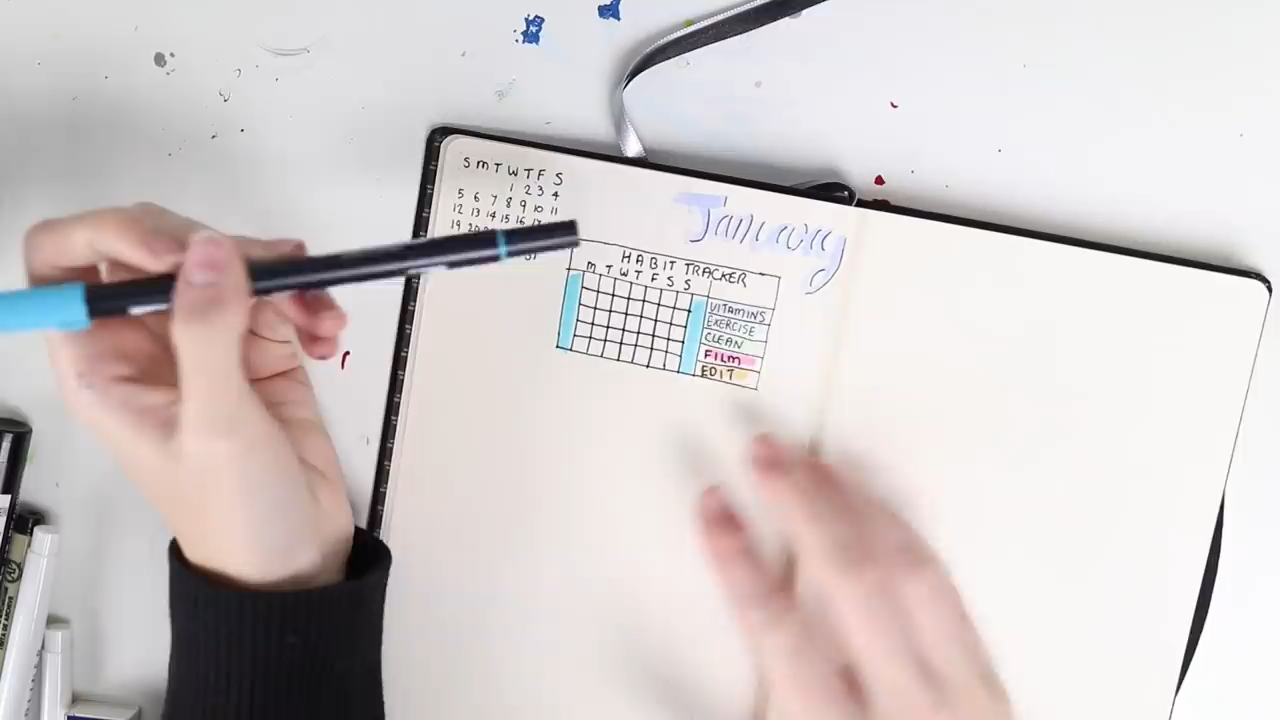 S M T W T F S
1 2 3 4
5 6 7 8 9 10 11
12 13 14 15 16
19
January
HABIT TRACKER
M T W T F S S
VITAMINS
EXERCISE
CLEAN
FILM
EDIT